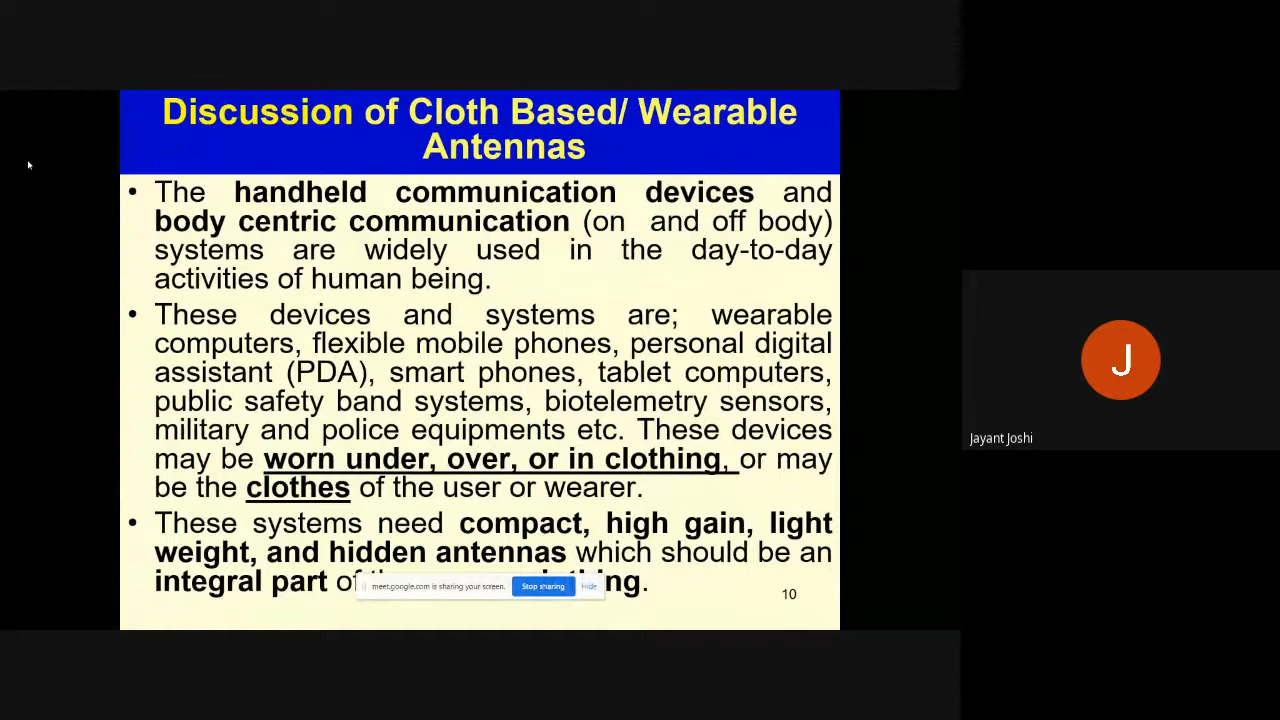 Discussion of Cloth Based/ Wearable
Antennas
• The handheld communication devices and
body centric communication (on and off body)
systems are widely used in the day-to-day
activities of human being.
• These devices and systems are; wearable
computers, flexible mobile phones, personal digital
assistant (PDA), smart phones, tablet computers,
public safety band systems, biotelemetry sensors,
military and police equipments etc. These devices
may be worn under, over, or in clothing, or may
be the clothes of the user or wearer.
• These systems need compact, high gain, light
weight, and hidden antennas which should be an
integral part of
meet.google.com is sharing your screen. Stop sharing Hide
10
J
Jayant Joshi